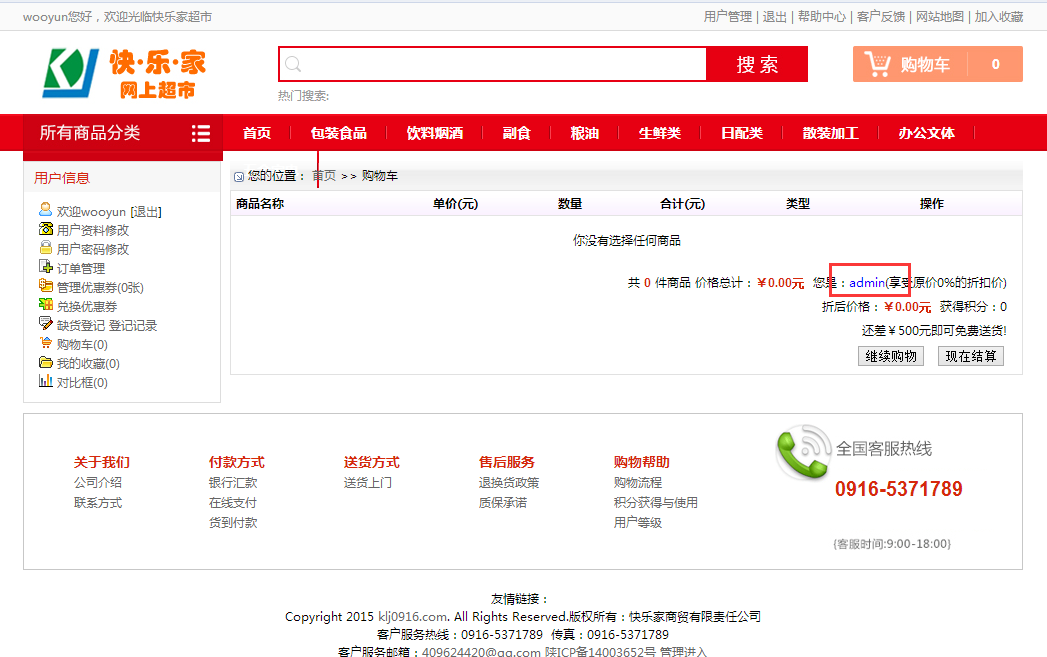 wooyun您好，欢迎光临快乐家超市
用户管理 | 退出 | 帮助中心 | 客户反馈 | 网站地图 | 加入收藏
快·乐·家
网上超市
搜 索
购物车 0
热门搜索:
所有商品分类
首页 包装食品 饮料烟酒 副食 粮油 生鲜类 日配类 散装加工 办公文体
用户信息
欢迎wooyun [退出]
用户资料修改
用户密码修改
订单管理
管理优惠券(0张)
兑换优惠券
缺货登记 登记记录
购物车(0)
我的收藏(0)
对比框(0)
您的位置： 首页 >> 购物车
商品名称 单价(元) 数量 合计(元) 类型 操作
你没有选择任何商品
共 0 件商品 价格总计：￥0.00元 您是：admin(享受原价0%的折扣价)
折后价格：￥0.00元 获得积分：0
还差￥500元即可免费送货!
继续购物 现在结算
关于我们
公司介绍
联系方式
付款方式
银行汇款
在线支付
货到付款
送货方式
送货上门
售后服务
退换货政策
质保承诺
购物帮助
购物流程
积分获得与使用
用户等级
全国客服热线
0916-5371789
{客服时间:9:00-18:00}
友情链接：
Copyright 2015 klj0916.com. All Rights Reserved.版权所有：快乐家商贸有限责任公司
客户服务热线：0916-5371789 传真：0916-5371789
客户服务邮箱：409624420@qq.com 陕ICP备14003652号 管理进入